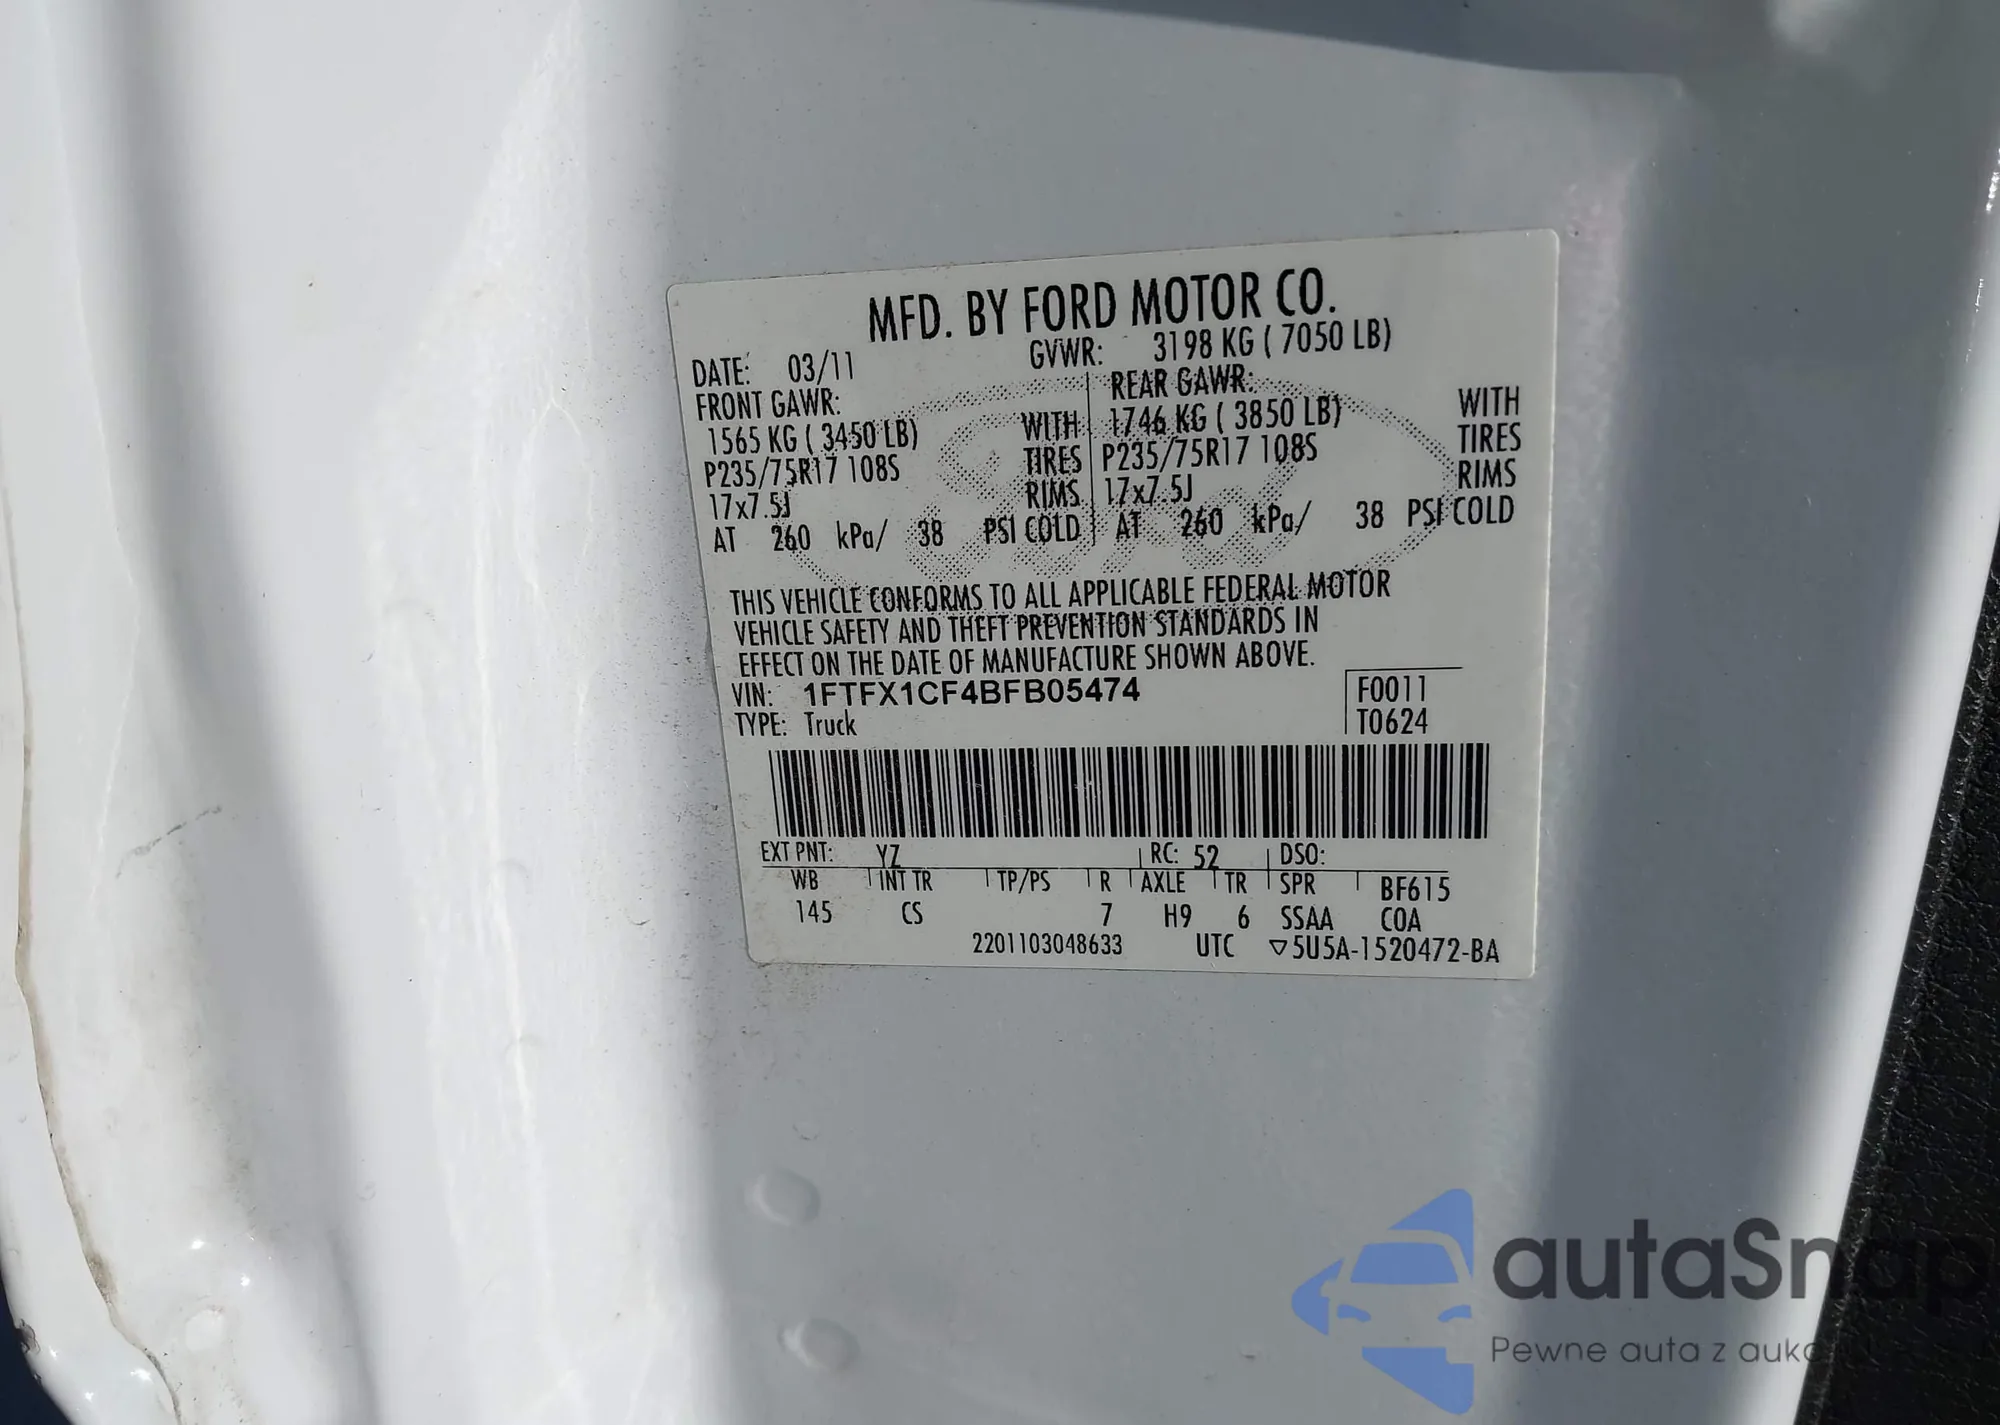 MFD. BY FORD MOTOR CO.
DATE: 03/11 GVWR: 3198 KG ( 7050 LB)
FRONT GAWR: REAR GAWR:
1565 KG ( 3450 LB) WITH 1746 KG ( 3850 LB) WITH
P235/75R17 108S TIRES P235/75R17 108S TIRES
17x7.5J RIMS 17x7.5J RIMS
AT 260 kPa/ 38 PSI COLD AT 260 kPa/ 38 PSI COLD
THIS VEHICLE CONFORMS TO ALL APPLICABLE FEDERAL MOTOR
VEHICLE SAFETY AND THEFT PREVENTION STANDARDS IN
EFFECT ON THE DATE OF MANUFACTURE SHOWN ABOVE.
VIN: 1FTFX1CF4BFB05474 F0011
TYPE: Truck T0624
EXT PNT: YZ RC: 52 DSO:
WB INT TR TP/PS R AXLE TR SPR BF615
145 CS 7 H9 6 SSAA COA
2201103048633 UTC ▽5U5A-1520472-BA
autaSnap
Pewne auta z